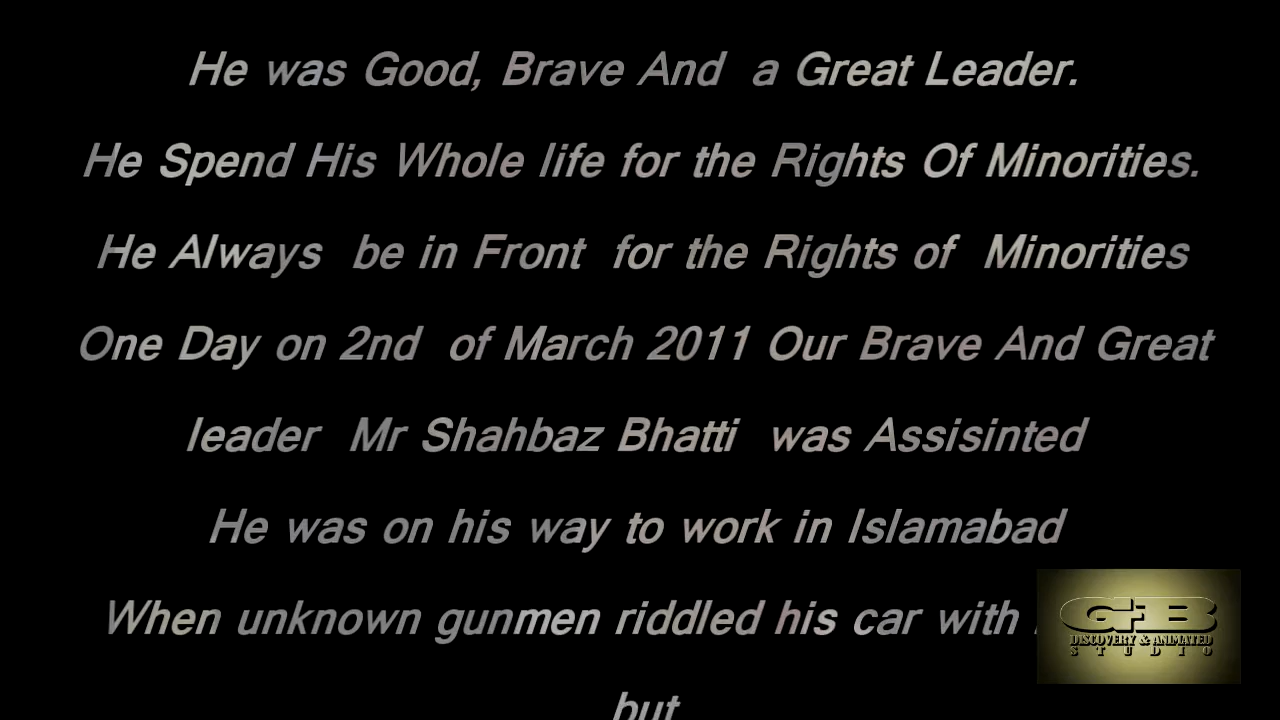 He was Good, Brave And a Great Leader.
He Spend His Whole life for the Rights Of Minorities.
He Always be in Front for the Rights of Minorities
One Day on 2nd of March 2011 Our Brave And Great
leader Mr Shahbaz Bhatti was Assisinted
He was on his way to work in Islamabad
When unknown gunmen riddled his car with
but
GB
DISCOVERY & ANIMATED
STUDIO